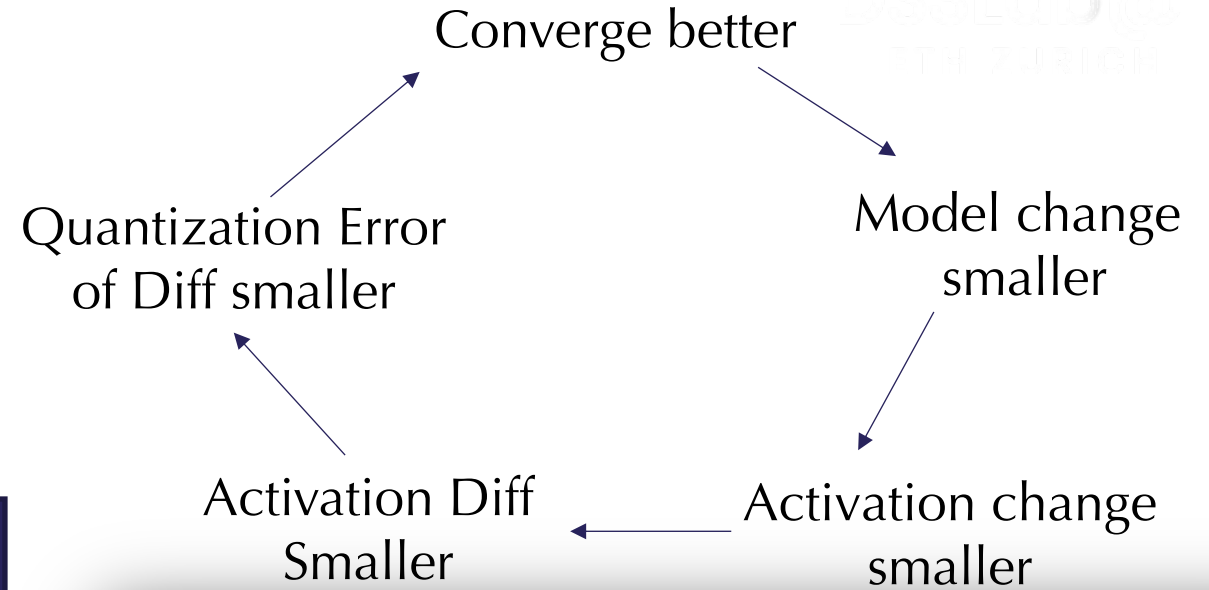 Converge better
Model change
smaller
Activation change
smaller
Activation Diff
Smaller
Quantization Error
of Diff smaller